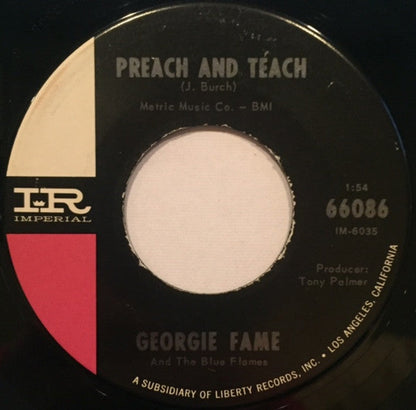 PREACH AND TEACH
(J. Burch)
Metric Music Co. – BMI
IR
IMPERIAL
1:54
66086
IM-6035
Producer:
Tony Palmer
GEORGIE FAME
And The Blue Flames
A SUBSIDIARY OF LIBERTY RECORDS, INC. • LOS ANGELES, CALIFORNIA